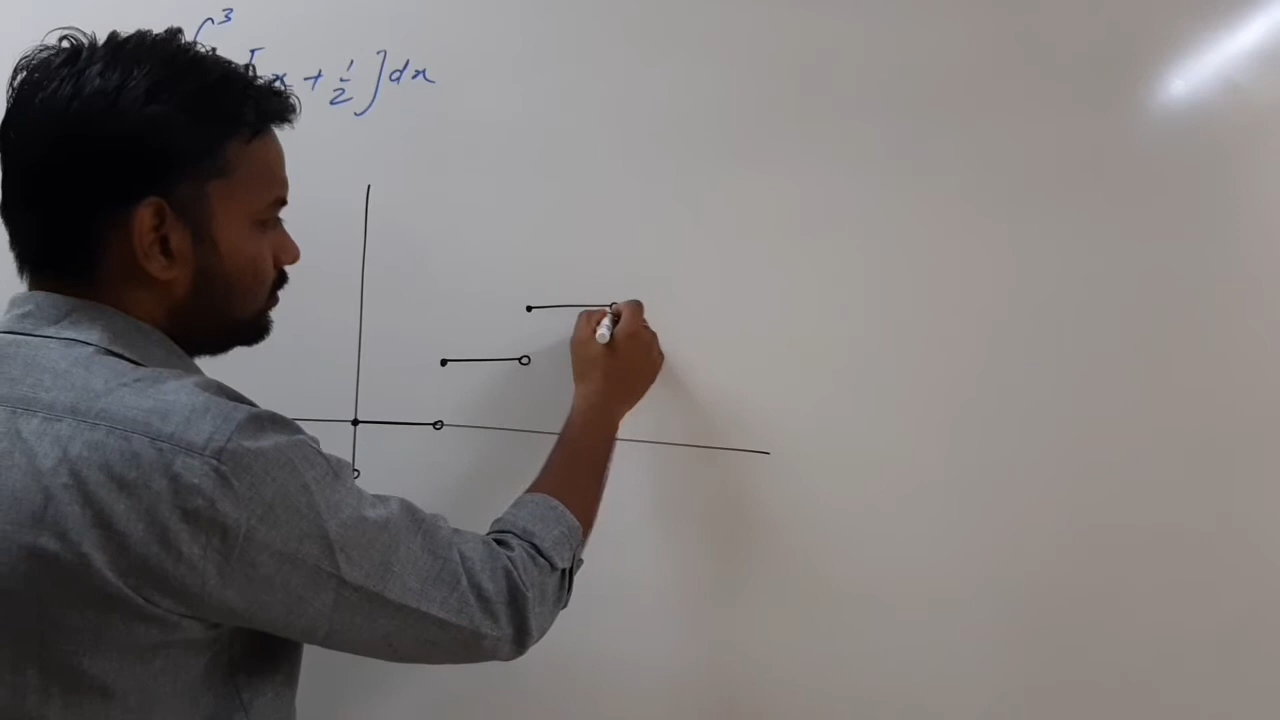 ∫³ [x + 1/2] dx